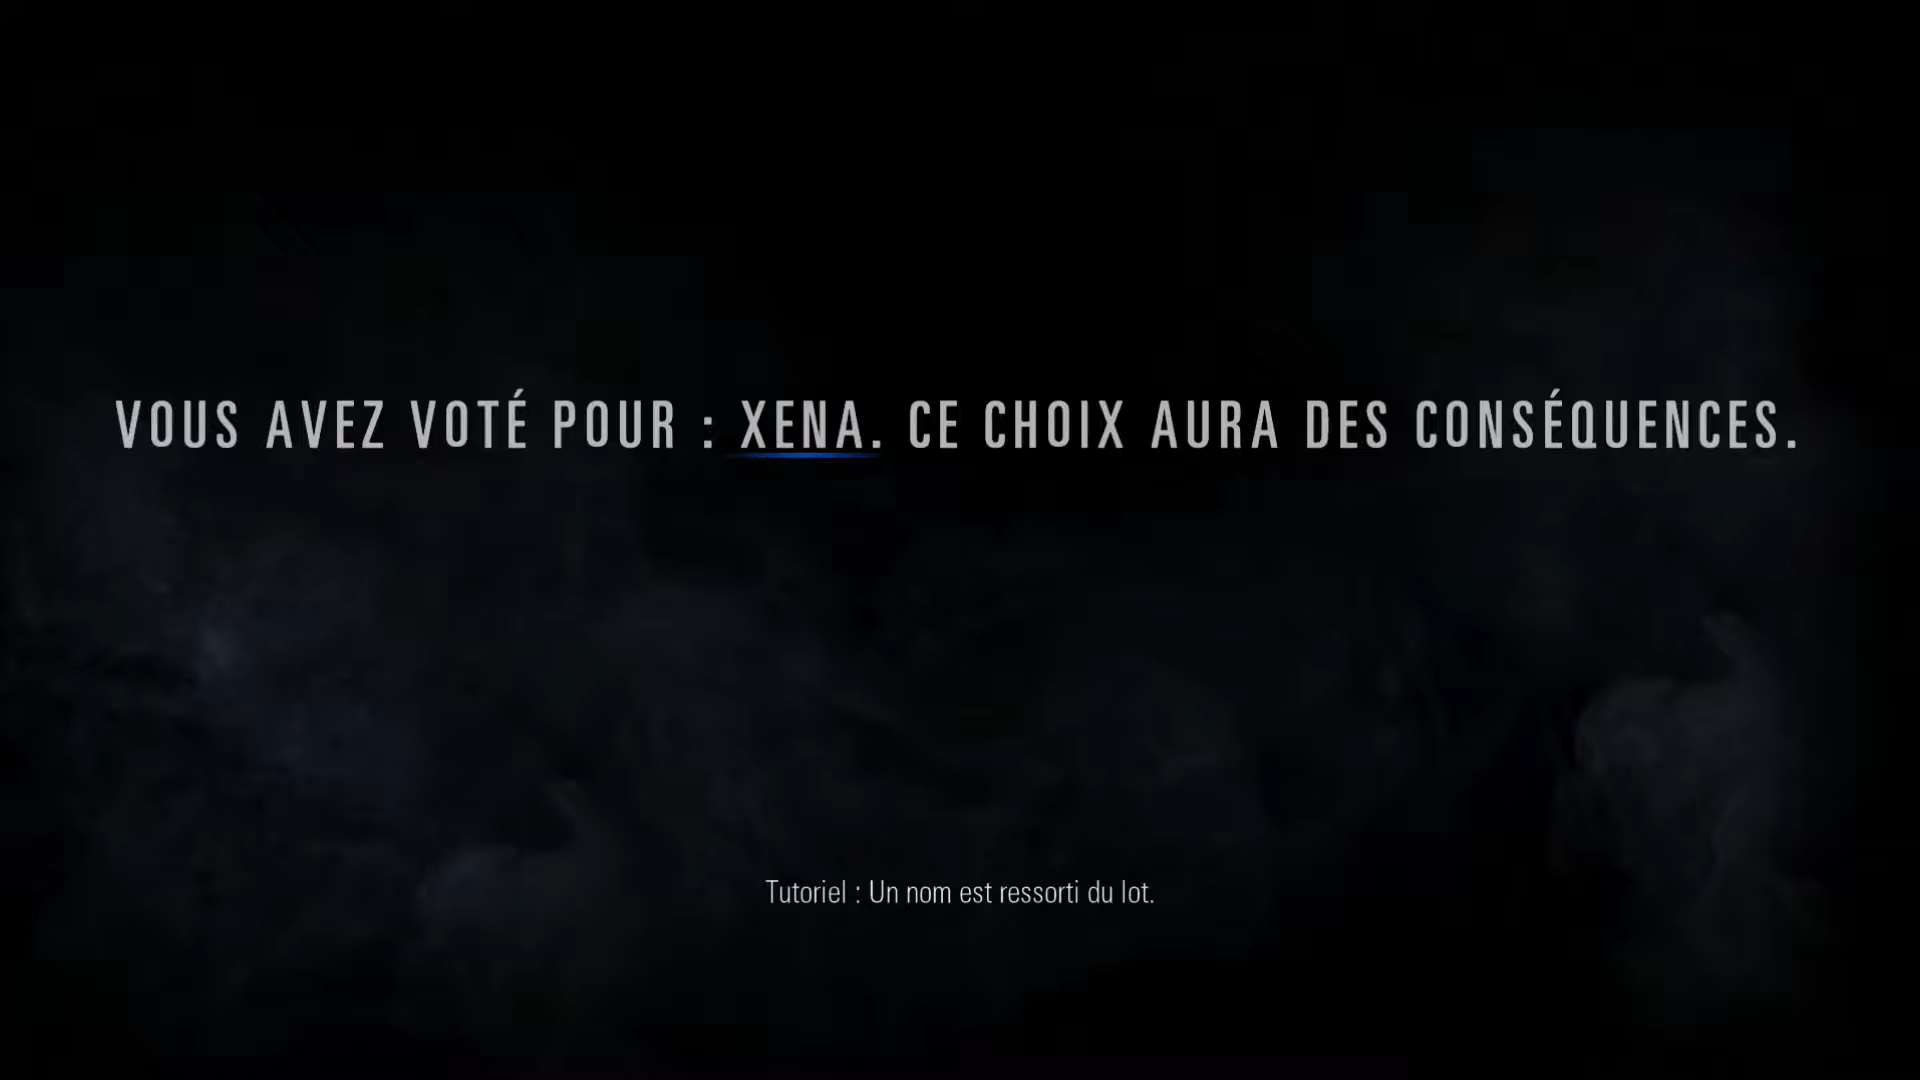 VOUS AVEZ VOTÉ POUR : XENA. CE CHOIX AURA DES CONSÉQUENCES.
Tutoriel : Un nom est ressorti du lot.